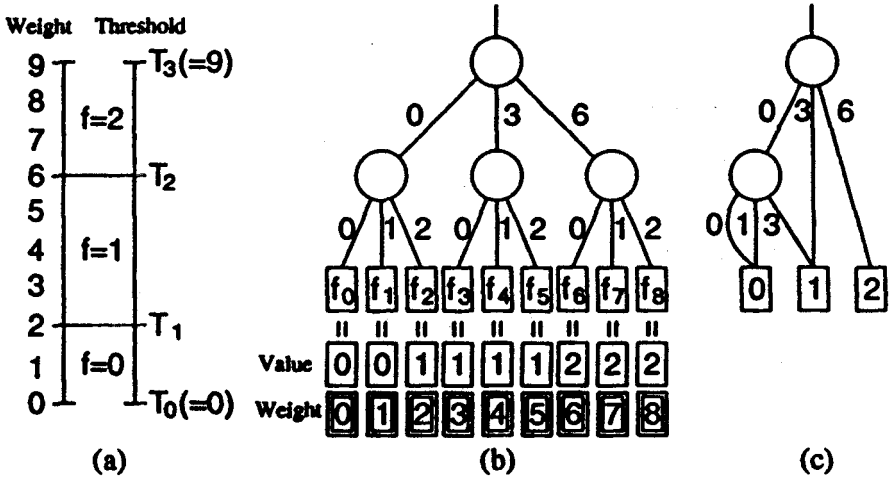 Weight Threshold
9 T3(=9)
8
f=2
7
6 T2
5
4 f=1
3
2 T1
1 f=0
0 T0(=0)
(a)
0 3 6
0 1 2 0 1 2 0 1 2
f0 f1 f2 f3 f4 f5 f6 f7 f8
= = = = = = = = =
Value 0 0 1 1 1 1 2 2 2
Weight 0 1 2 3 4 5 6 7 8
(b)
0 3 6
0 1 3
0 1 2
(c)